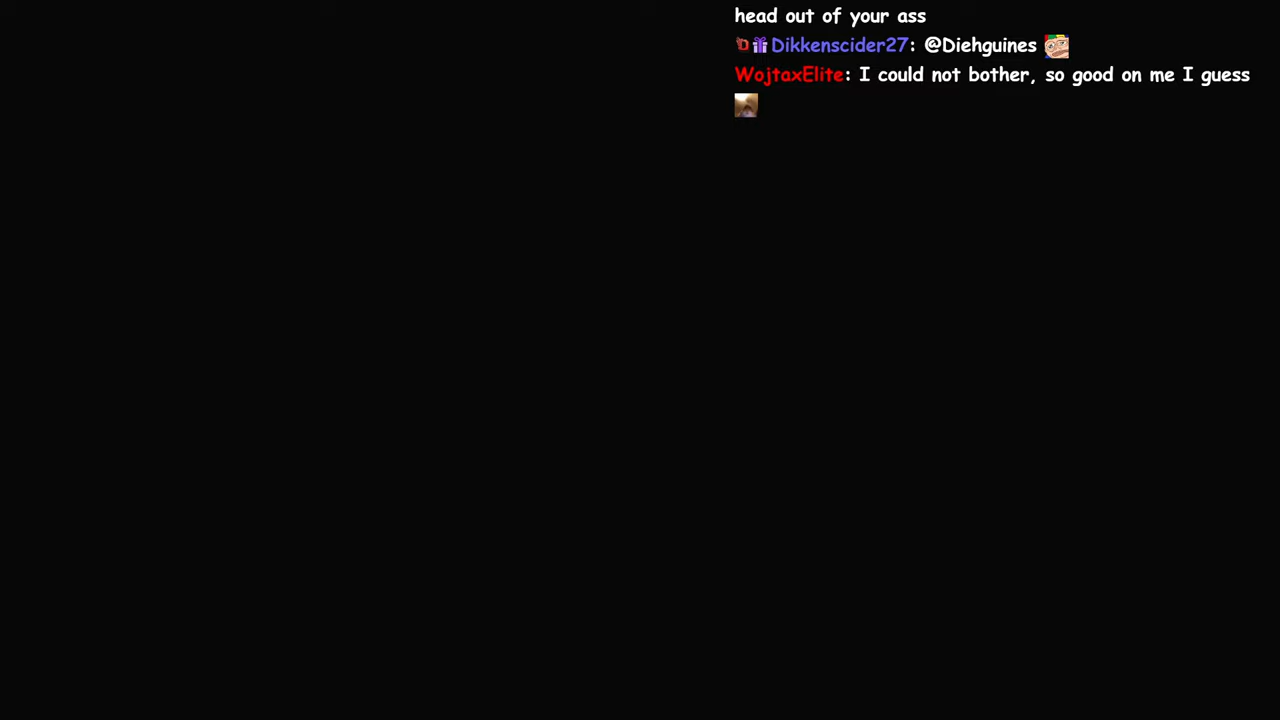 head out of your ass
Dikkenscider27: @Diehguines
WojtaxElite: I could not bother, so good on me I guess